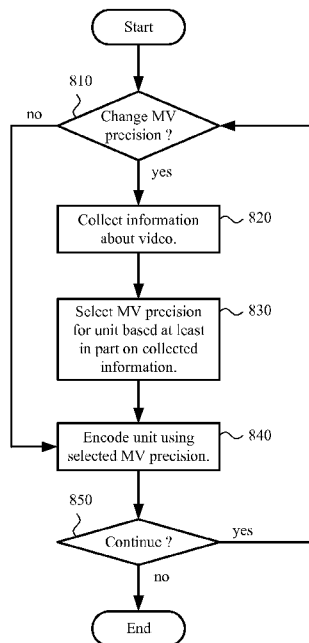 Start
810
no
Change MV
precision ?
yes
Collect information
about video.
820
Select MV precision
for unit based at least
in part on collected
information.
830
Encode unit using
selected MV precision.
840
850
Continue ?
yes
no
End